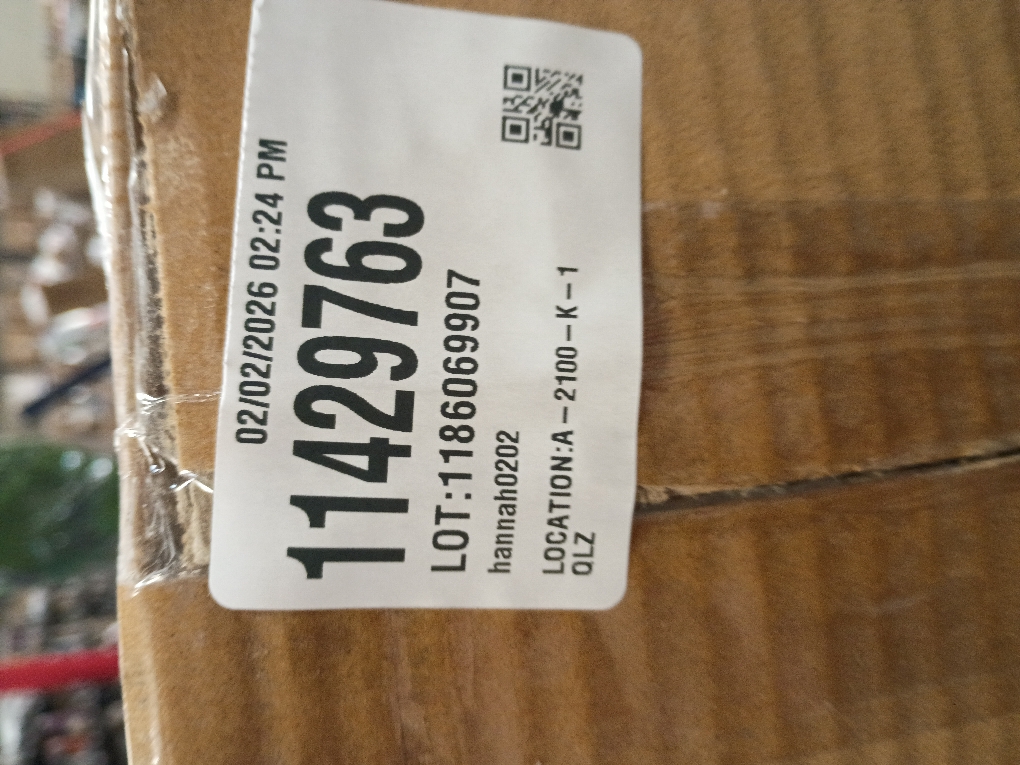 02/02/2026 02:24 PM
11429763
LOT:1186069907
hannah0202
LOCATION:A-2100-K-1
QLZ